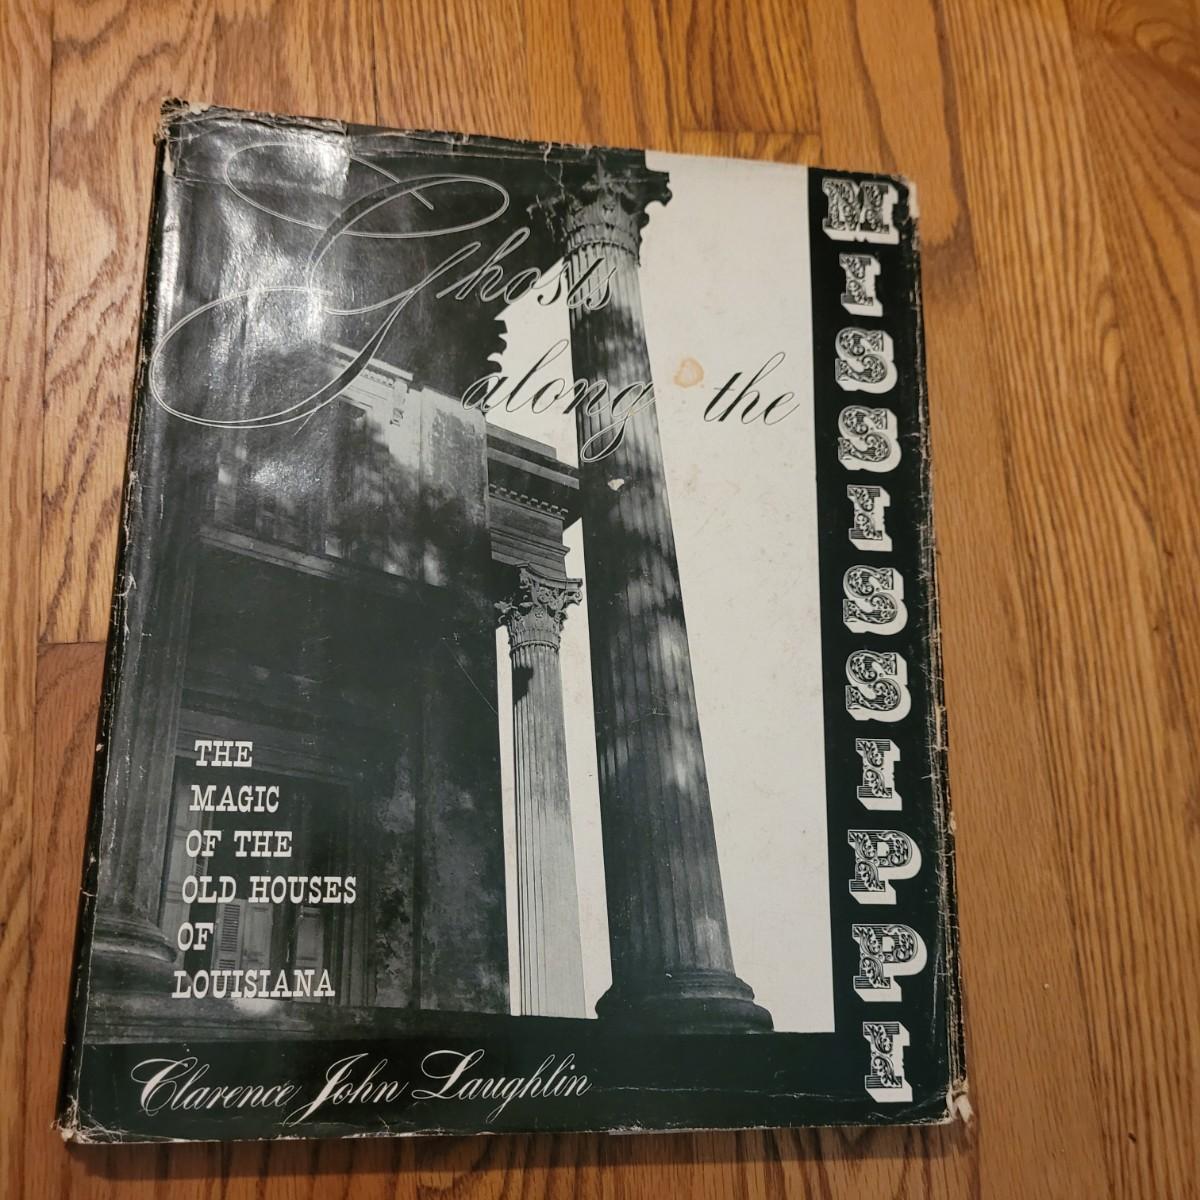 Ghosts
along the
MISSISSIPPI
THE
MAGIC
OF THE
OLD HOUSES
OF
LOUISIANA
Clarence John Laughlin